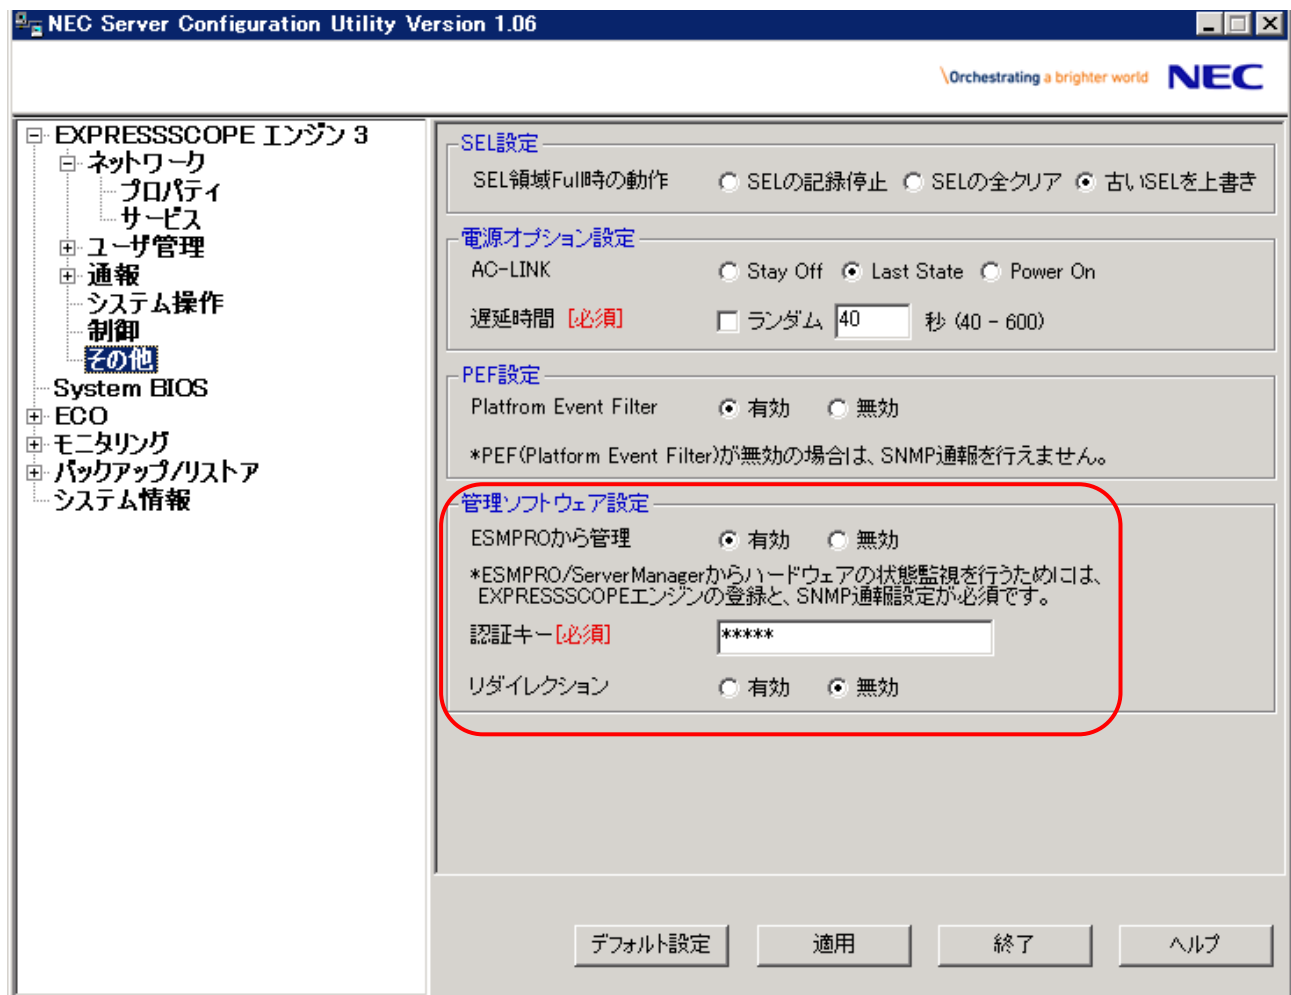 NEC Server Configuration Utility Version 1.06
\Orchestrating a brighter world NEC
EXPRESSSCOPE エンジン 3
ネットワーク
プロパティ
サービス
ユーザ管理
通報
システム操作
制御
その他
System BIOS
ECO
モニタリング
バックアップ/リストア
システム情報
SEL設定
SEL領域Full時の動作 SELの記録停止 SELの全クリア 古いSELを上書き
電源オプション設定
AC-LINK Stay Off Last State Power On
遅延時間 [必須] ランダム 40 秒 (40 - 600)
PEF設定
Platfrom Event Filter 有効 無効
*PEF(Platform Event Filter)が無効の場合は、SNMP通報を行えません。
管理ソフトウェア設定
ESMPROから管理 有効 無効
*ESMPRO/ServerManagerからハードウェアの状態監視を行うためには、
EXPRESSSCOPEエンジンの登録と、SNMP通報設定が必須です。
認証キー[必須] *****
リダイレクション 有効 無効
デフォルト設定 適用 終了 ヘルプ